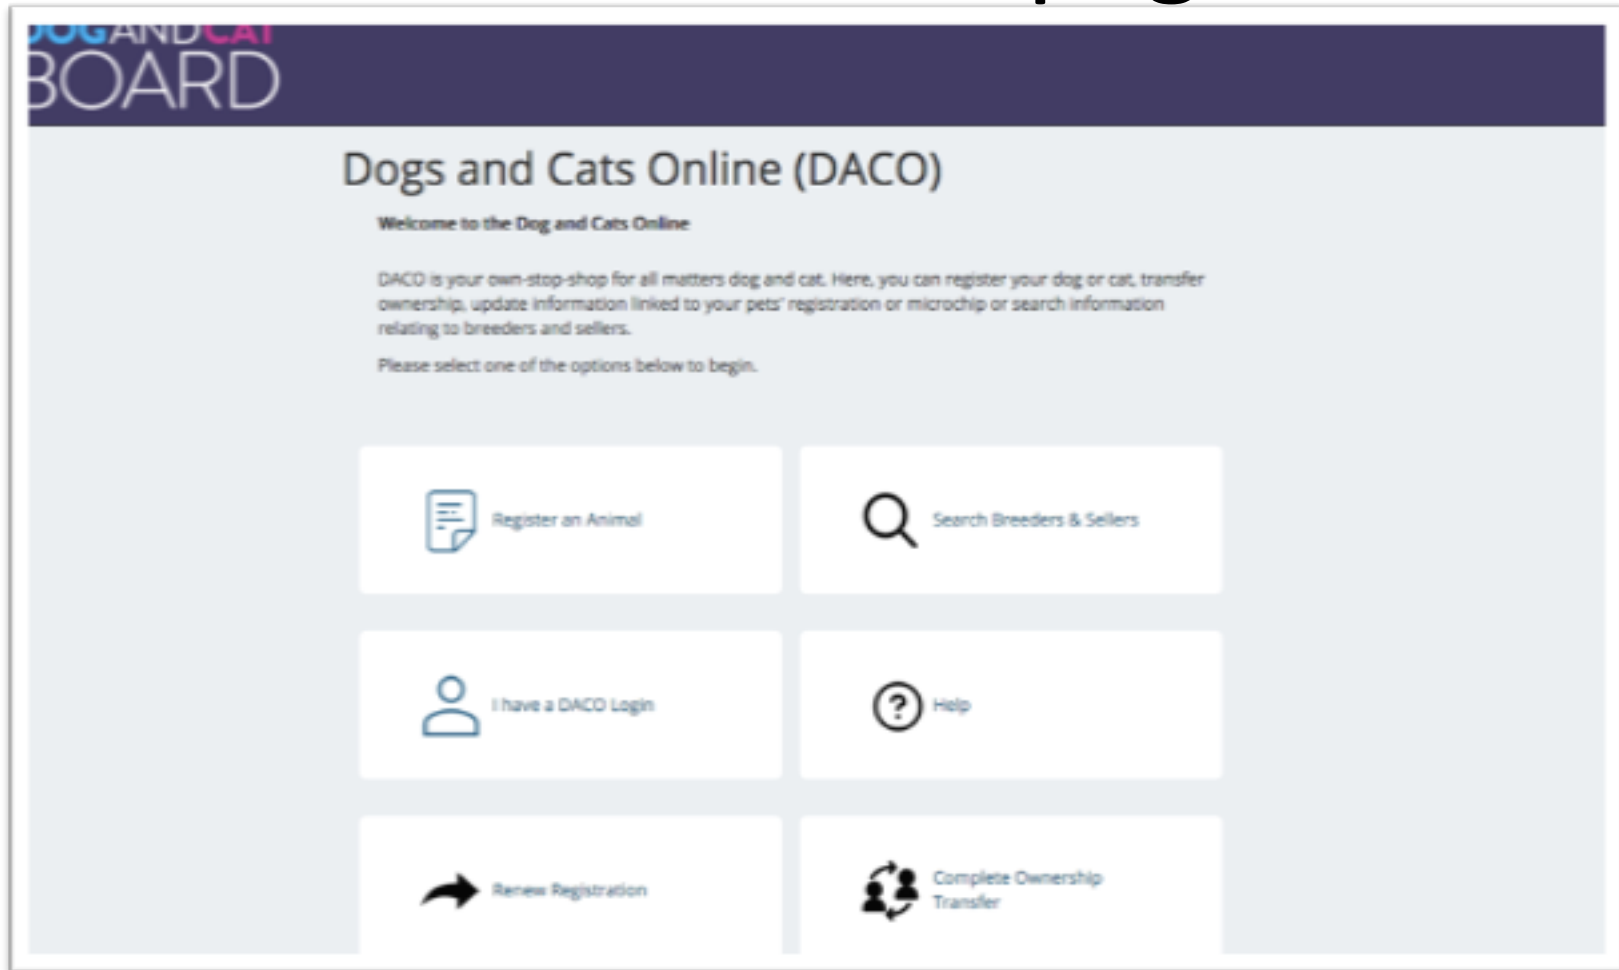 DOGANDCAT
BOARD
Dogs and Cats Online (DACO)
Welcome to the Dog and Cats Online
DACO is your own-stop-shop for all matters dog and cat. Here, you can register your dog or cat, transfer
ownership, update information linked to your pets' registration or microchip or search information
relating to breeders and sellers.
Please select one of the options below to begin.
Register an Animal
Search Breeders & Sellers
I have a DACO Login
Help
Renew Registration
Complete Ownership
Transfer